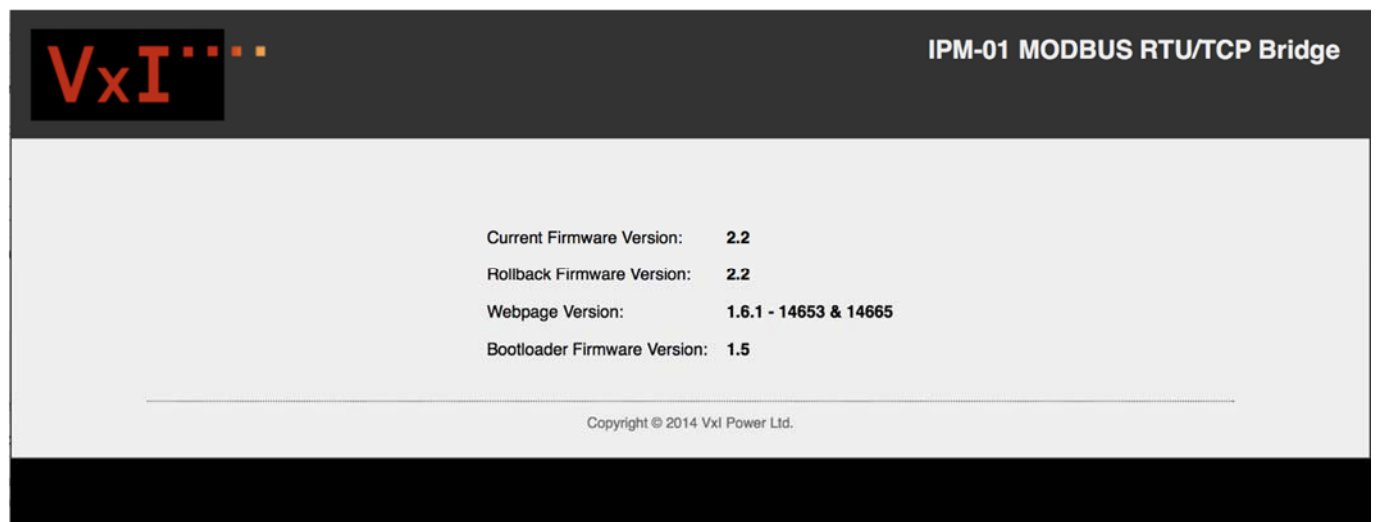 VxI
IPM-01 MODBUS RTU/TCP Bridge
Current Firmware Version: 2.2
Rollback Firmware Version: 2.2
Webpage Version: 1.6.1 - 14653 & 14665
Bootloader Firmware Version: 1.5
Copyright © 2014 VxI Power Ltd.